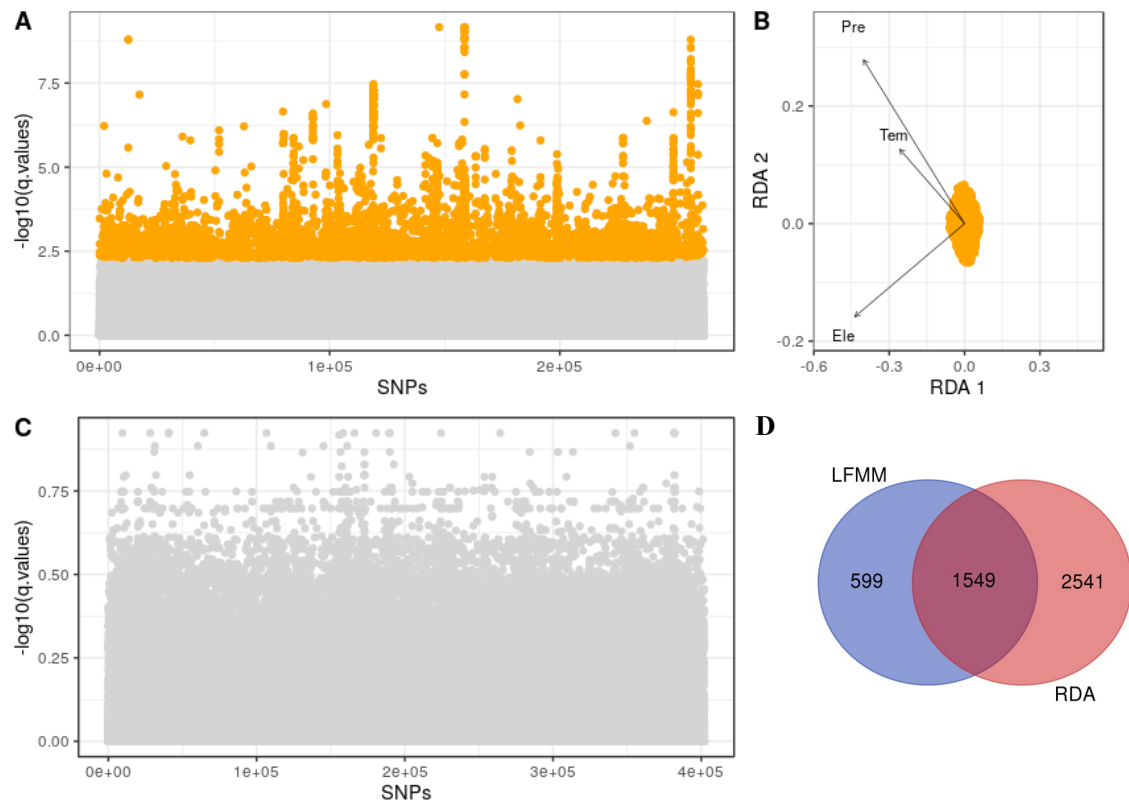 A
-log10(q.values)
7.5
5.0
2.5
0.0
0e+00 1e+05 2e+05
SNPs
B
Pre
Tem
Ele
RDA 2
0.2
0.0
-0.2
-0.6 -0.3 0.0 0.3
RDA 1
C
-log10(q.values)
0.75
0.50
0.25
0.00
0e+00 1e+05 2e+05 3e+05 4e+05
SNPs
D
LFMM
599 1549 2541
RDA